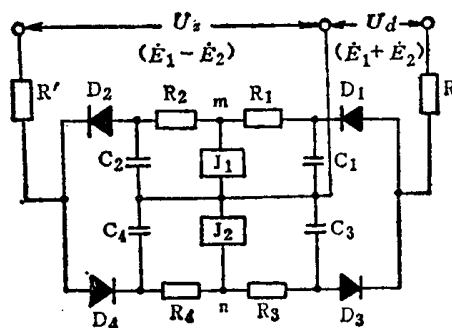 U̇z U̇d
(Ė₁−Ė₂) (Ė₁+Ė₂)
R′ D₂ R₂ m R₁ D₁ R
C₂ J₁ C₁
C₄ J₂ C₃
D₄ R₄ n R₃ D₃